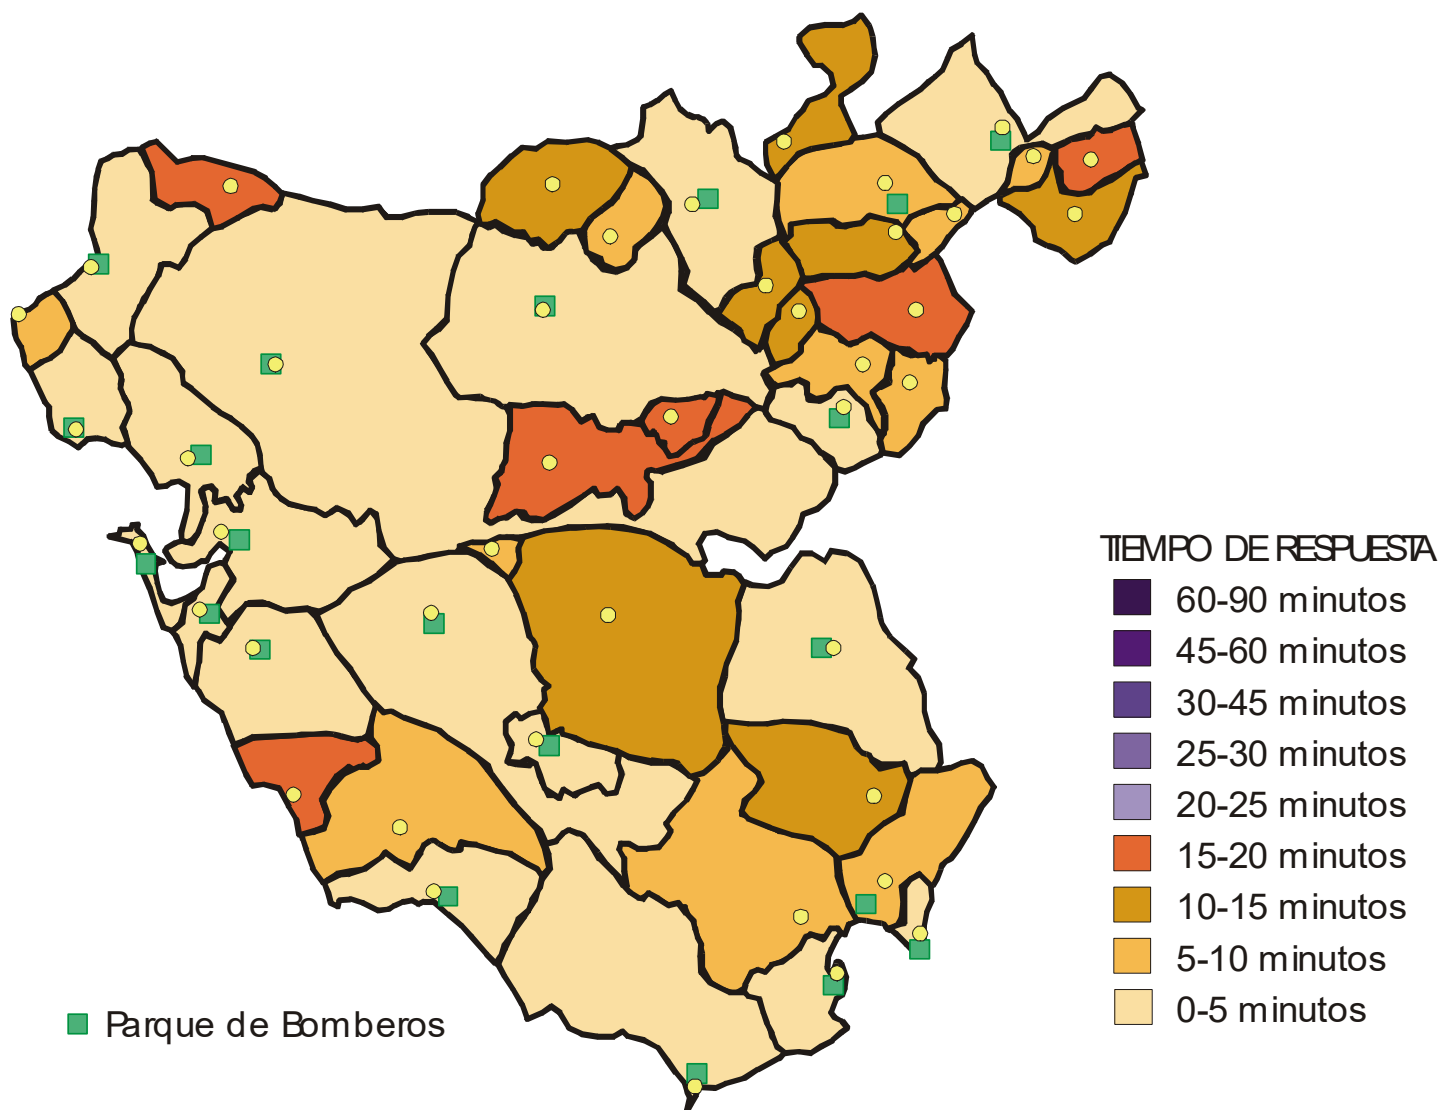 TIEMPO DE RESPUESTA
60-90 minutos
45-60 minutos
30-45 minutos
25-30 minutos
20-25 minutos
15-20 minutos
10-15 minutos
5-10 minutos
0-5 minutos
Parque de Bomberos